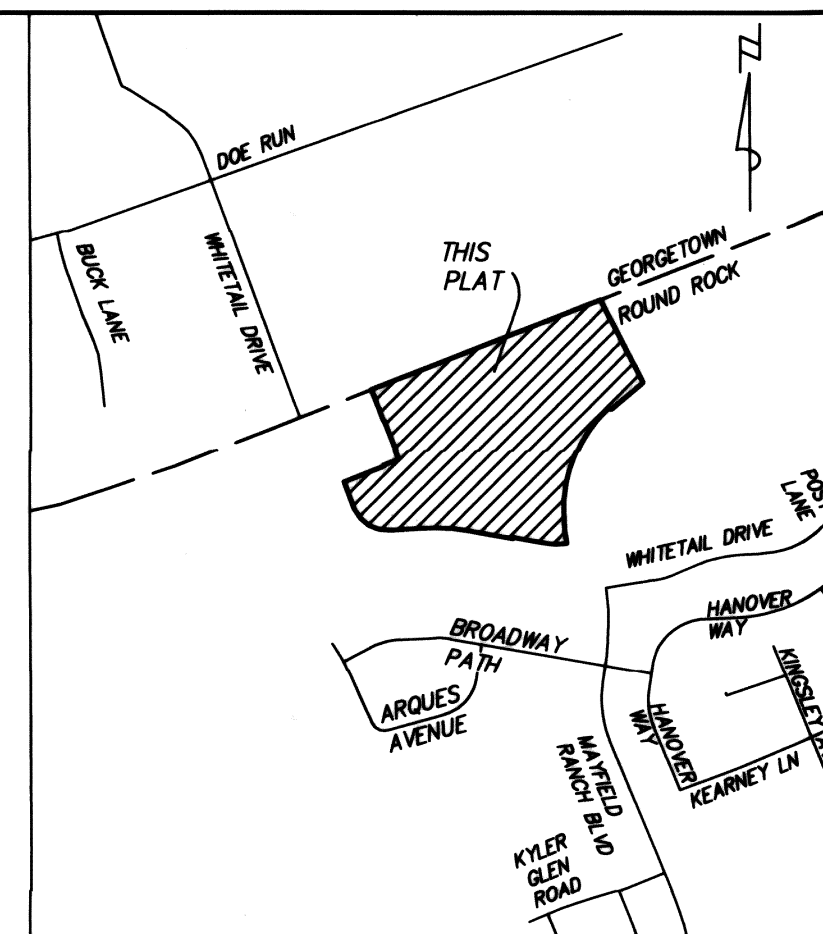 N
DOE RUN
BUCK LANE
WHITETAIL DRIVE
THIS
PLAT
GEORGETOWN
ROUND ROCK
LANE
WHITETAIL DRIVE
HANOVER
WAY
BROADWAY
PATH
ARQUES
AVENUE
HANOVER
WAY
KINGSLEY
KEARNEY LN
MAYFIELD
RANCH BLVD
KYLER
GLEN
ROAD